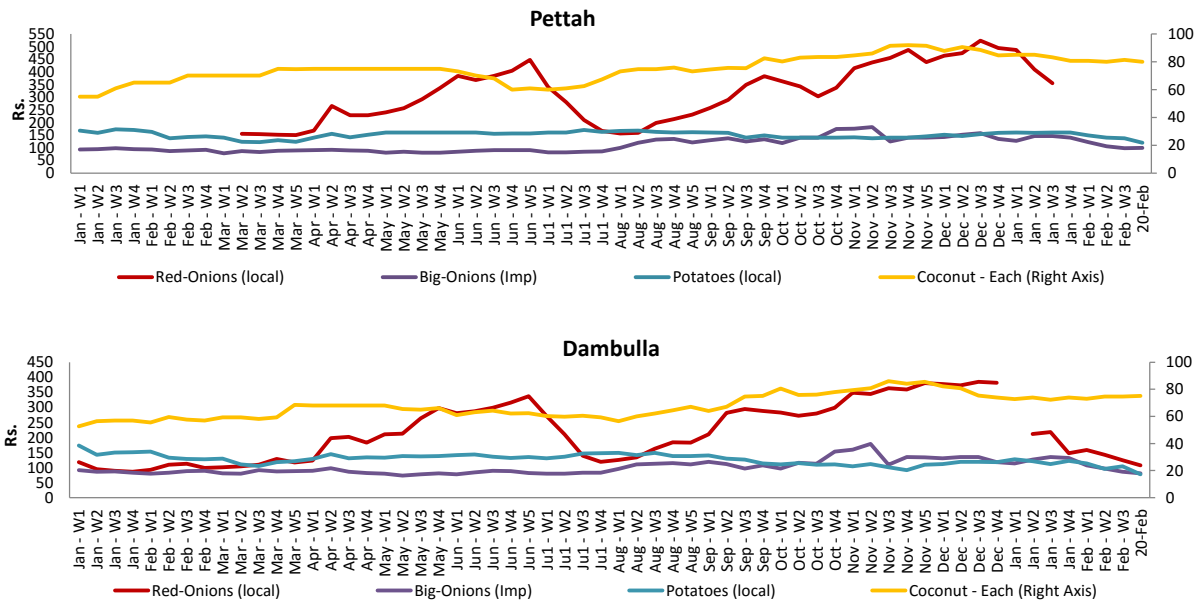 Pettah
Rs.
550
500
450
400
350
300
250
200
150
100
50
0
100
80
60
40
20
0
Jan - W1
Jan - W2
Jan - W3
Jan - W4
Feb - W1
Feb - W2
Feb - W3
Feb - W4
Mar - W1
Mar - W2
Mar - W3
Mar - W4
Mar - W5
Apr - W1
Apr - W2
Apr - W3
Apr - W4
May - W1
May - W2
May - W3
May - W4
Jun - W1
Jun - W2
Jun - W3
Jun - W4
Jun - W5
Ju1 - W1
Ju1 - W2
Ju1 - W3
Ju1 - W4
Aug - W1
Aug - W2
Aug - W3
Aug - W4
Aug - W5
Sep - W1
Sep - W2
Sep - W3
Sep - W4
Oct - W1
Oct - W2
Oct - W3
Oct - W4
Nov - W1
Nov - W2
Nov - W3
Nov - W4
Nov - W5
Dec - W1
Dec - W2
Dec - W3
Dec - W4
Jan - W1
Jan - W2
Jan - W3
Jan - W4
Feb - W1
Feb - W2
Feb - W3
20-Feb
Red-Onions (local)
Big-Onions (Imp)
Potatoes (local)
Coconut - Each (Right Axis)
Dambulla
Rs.
450
400
350
300
250
200
150
100
50
0
100
80
60
40
20
0
Jan - W1
Jan - W2
Jan - W3
Jan - W4
Feb - W1
Feb - W2
Feb - W3
Feb - W4
Mar - W1
Mar - W2
Mar - W3
Mar - W4
Mar - W5
Apr - W1
Apr - W2
Apr - W3
Apr - W4
May - W1
May - W2
May - W3
May - W4
Jun - W1
Jun - W2
Jun - W3
Jun - W4
Jun - W5
Ju1 - W1
Ju1 - W2
Ju1 - W3
Ju1 - W4
Aug - W1
Aug - W2
Aug - W3
Aug - W4
Aug - W5
Sep - W1
Sep - W2
Sep - W3
Sep - W4
Oct - W1
Oct - W2
Oct - W3
Oct - W4
Nov - W1
Nov - W2
Nov - W3
Nov - W4
Nov - W5
Dec - W1
Dec - W2
Dec - W3
Dec - W4
Jan - W1
Jan - W2
Jan - W3
Jan - W4
Feb - W1
Feb - W2
Feb - W3
20-Feb
Red-Onions (local)
Big-Onions (Imp)
Potatoes (local)
Coconut - Each (Right Axis)